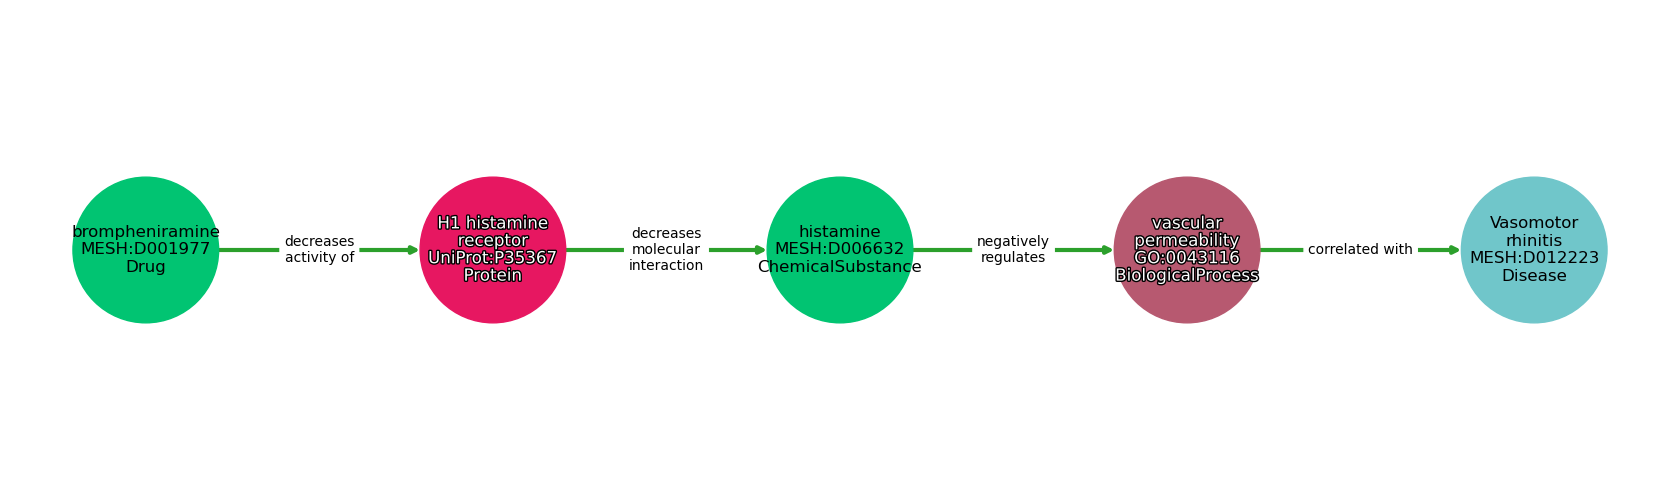 brompheniramine
MESH:D001977
Drug
decreases
activity of
H1 histamine
receptor
UniProt:P35367
Protein
decreases
molecular
interaction
histamine
MESH:D006632
ChemicalSubstance
negatively
regulates
vascular
permeability
GO:0043116
BiologicalProcess
correlated with
Vasomotor
rhinitis
MESH:D012223
Disease